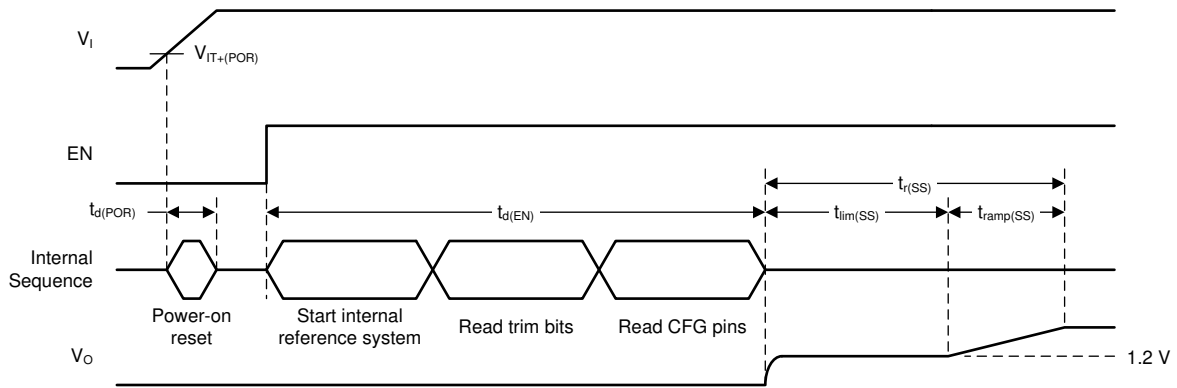 V_I
V_IT+(POR)
EN
t_r(SS)
t_d(POR)
t_d(EN)
t_lim(SS)
t_ramp(SS)
Internal
Sequence
Power-on
reset
Start internal
reference system
Read trim bits
Read CFG pins
V_O
1.2 V